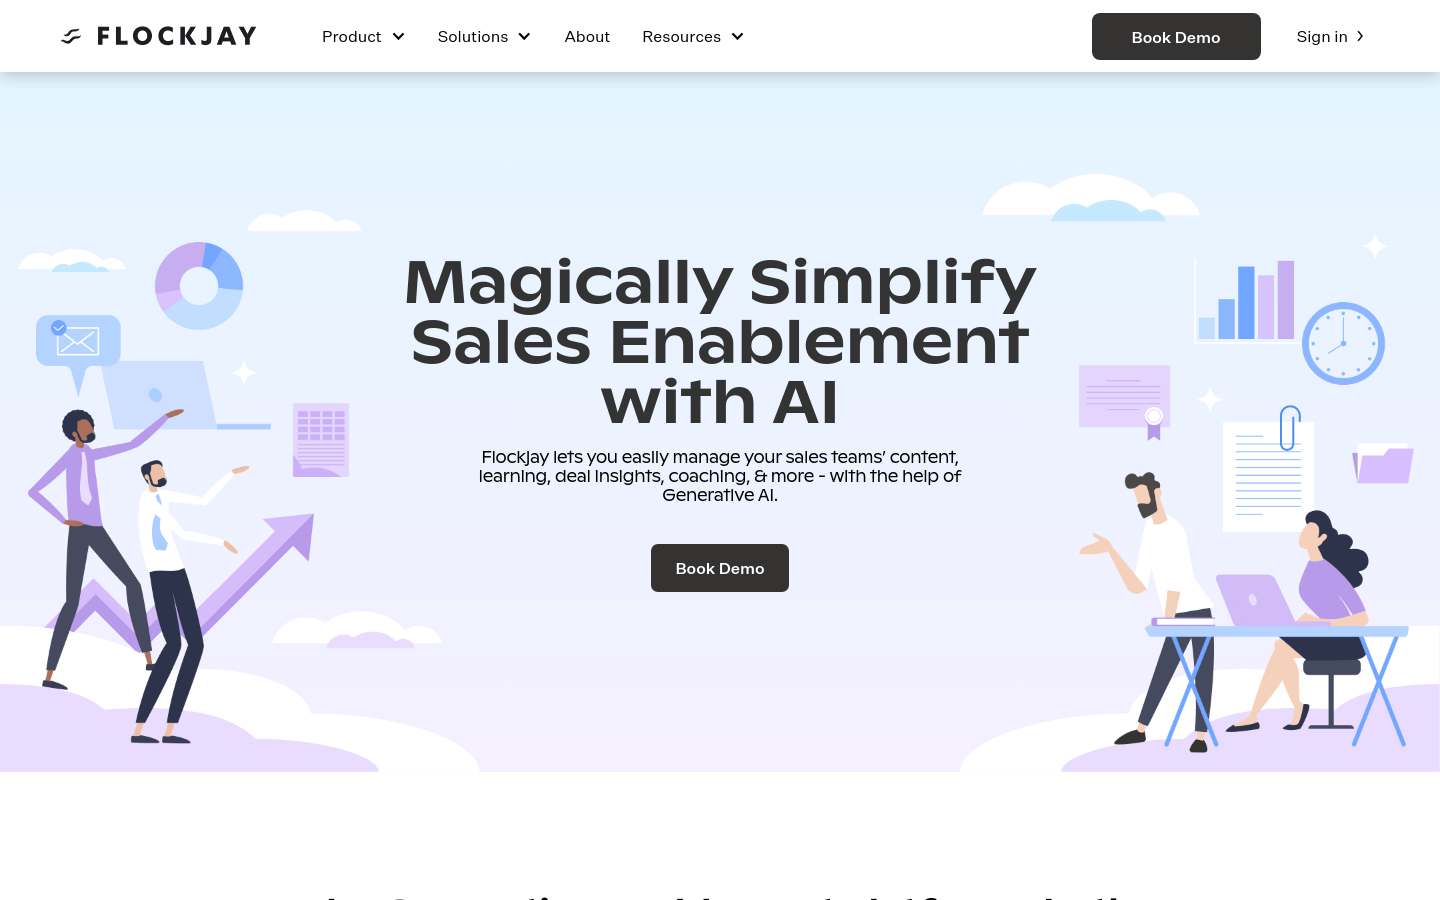 FLOCKJAY
Product
Solutions
About
Resources
Book Demo
Sign in
Magically Simplify
Sales Enablement
with AI
Flockjay lets you easily manage your sales teams’ content,
learning, deal insights, coaching, & more - with the help of
Generative AI.
Book Demo